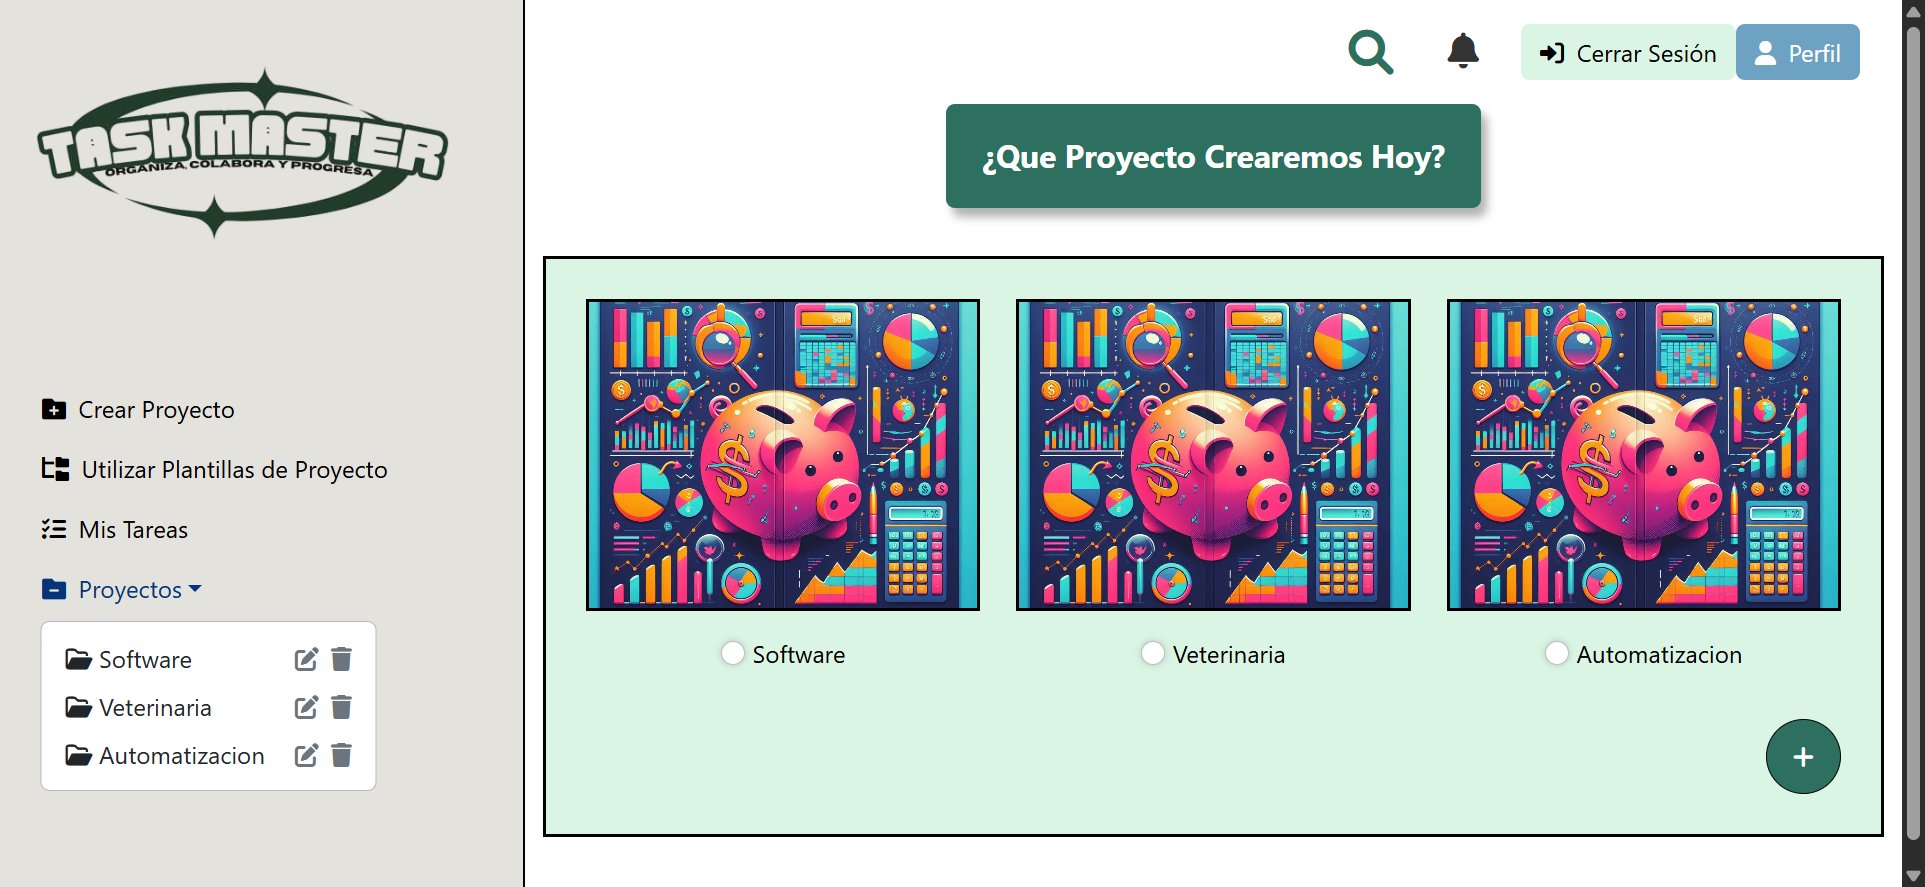 TASK MASTER
ORGANIZA, COLABORA Y PROGRESA
Crear Proyecto
Utilizar Plantillas de Proyecto
Mis Tareas
Proyectos
Software
Veterinaria
Automatizacion
Cerrar Sesión
Perfil
¿Que Proyecto Crearemos Hoy?
Software
Veterinaria
Automatizacion